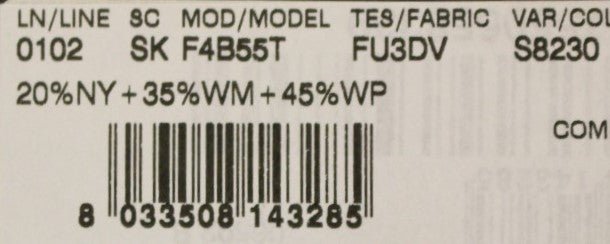 LN/LINE SC MOD/MODEL TES/FABRIC VAR/COL
0102 SK F4B55T FU3DV S8230
20%NY+35%WM+45%WP
COM
8 033508 143285